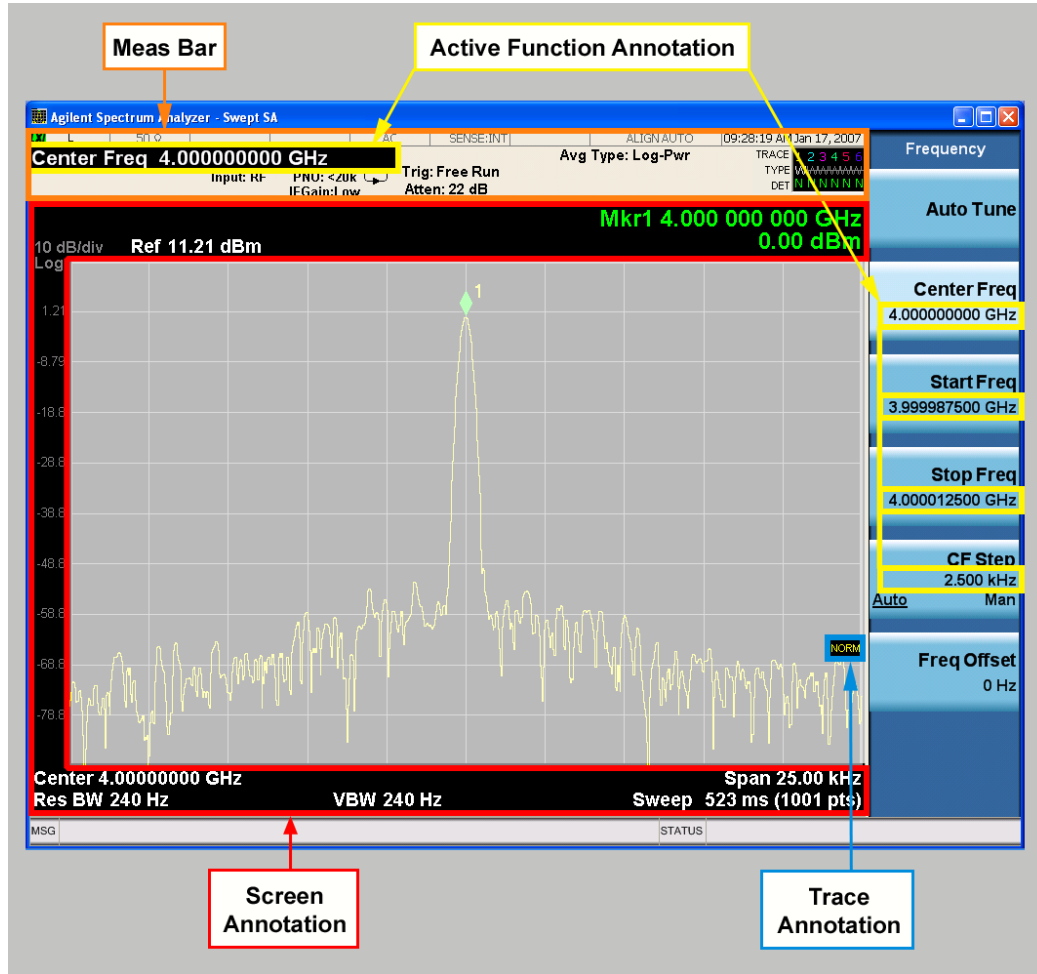 Meas Bar
Active Function Annotation
Agilent Spectrum Analyzer - Swept SA
L 50 Ω AC SENSE:INT ALIGN AUTO 09:28:19 AM Jan 17, 2007
Center Freq 4.000000000 GHz
Input: RF PNO: <20k IFGain:Low
Trig: Free Run
Atten: 22 dB
Avg Type: Log-Pwr
TRACE 1 2 3 4 5 6
TYPE
DET N N N N N N
Frequency
Auto Tune
Center Freq
4.000000000 GHz
Start Freq
3.999987500 GHz
Stop Freq
4.000012500 GHz
CF Step
2.500 kHz
Auto Man
Freq Offset
0 Hz
Mkr1 4.000 000 000 GHz
0.00 dBm
10 dB/div Ref 11.21 dBm
Log
1
1.21
-8.79
-18.8
-28.8
-38.8
-48.8
-58.8
-68.8
-78.8
NORM
Center 4.00000000 GHz Span 25.00 kHz
Res BW 240 Hz VBW 240 Hz Sweep 523 ms (1001 pts)
MSG STATUS
Screen
Annotation
Trace
Annotation